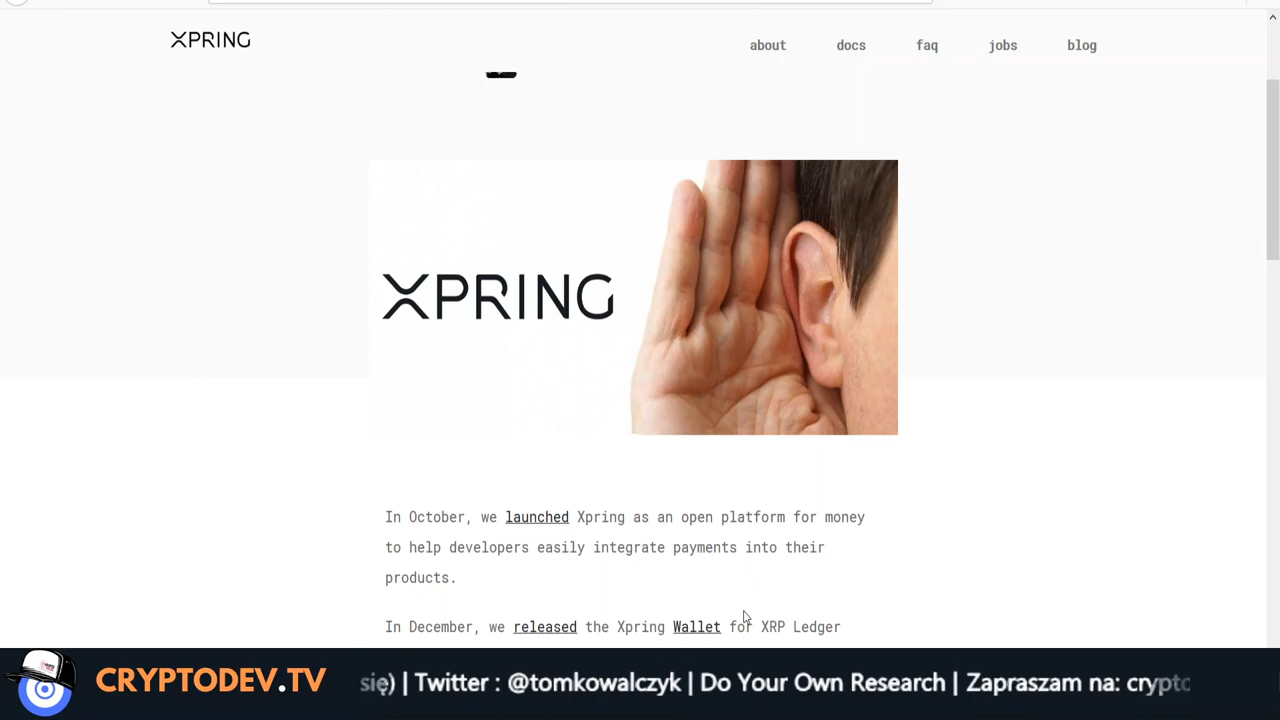 XPRING
about docs faq jobs blog
XPRING
In October, we launched Xpring as an open platform for money
to help developers easily integrate payments into their
products.
In December, we released the Xpring Wallet for XRP Ledger
CRYPTODEV.TV
się) | Twitter : @tomkowalczyk | Do Your Own Research | Zapraszam na: crypto